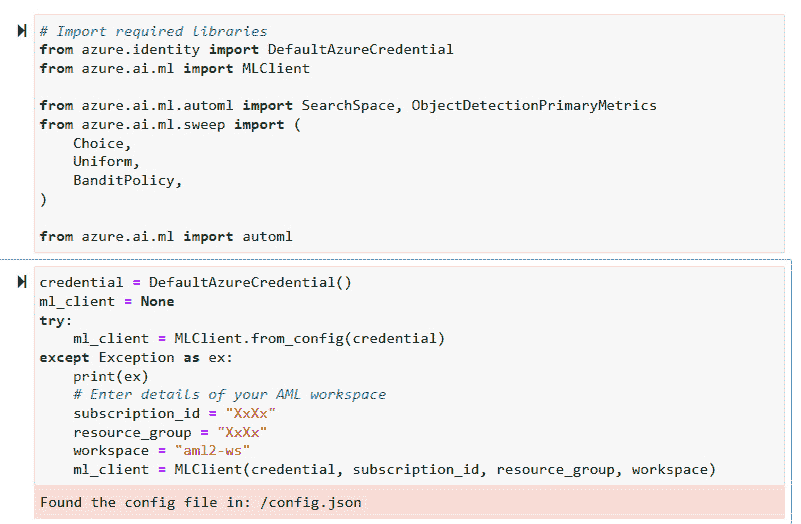 # Import required libraries
from azure.identity import DefaultAzureCredential
from azure.ai.ml import MLClient
from azure.ai.ml.automl import SearchSpace, ObjectDetectionPrimaryMetrics
from azure.ai.ml.sweep import (
    Choice,
    Uniform,
    BanditPolicy,
)
from azure.ai.ml import automl
credential = DefaultAzureCredential()
ml_client = None
try:
    ml_client = MLClient.from_config(credential)
except Exception as ex:
    print(ex)
    # Enter details of your AML workspace
    subscription_id = "XxXx"
    resource_group = "XxXx"
    workspace = "aml2-ws"
    ml_client = MLClient(credential, subscription_id, resource_group, workspace)
Found the config file in: /config.json